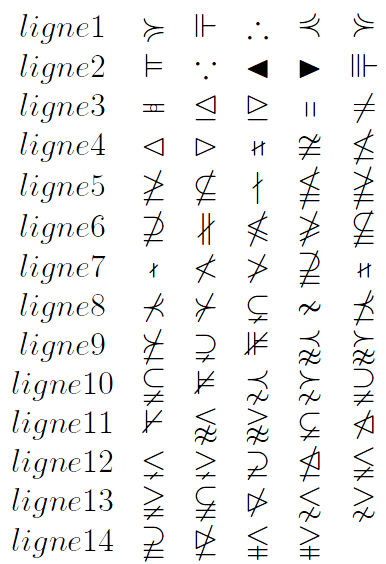 ligne1 ≽ ⊩ ∴ ≼ ≽
ligne2 ⊨ ∵ ◀ ▶ ⊪
ligne3 ⊴ ⊵ ≠
ligne4 ⊲ ⊳ ≇ ≰
ligne5 ≱ ⊈ ∤ ≰ ≱
ligne6 ⊉ ∦ ≰ ≱ ⊈
ligne7 ∤ ≮ ≯ ⊉
ligne8 ⊀ ⊁ ⊊ ∼ ⋠
ligne9 ⋡ ⊋ ⊮ ⪹ ⪺
ligne10 ⫋ ⊭ ⋨ ⋩ ⫌
ligne11 ⊬ ⪉ ⪊ ⊊ ⋪
ligne12 ⪇ ⪈ ⊋ ⋬ ≨
ligne13 ≩ ⫋ ⋫ ⋦ ⋧
ligne14 ⫌ ⋭ ≨ ≩